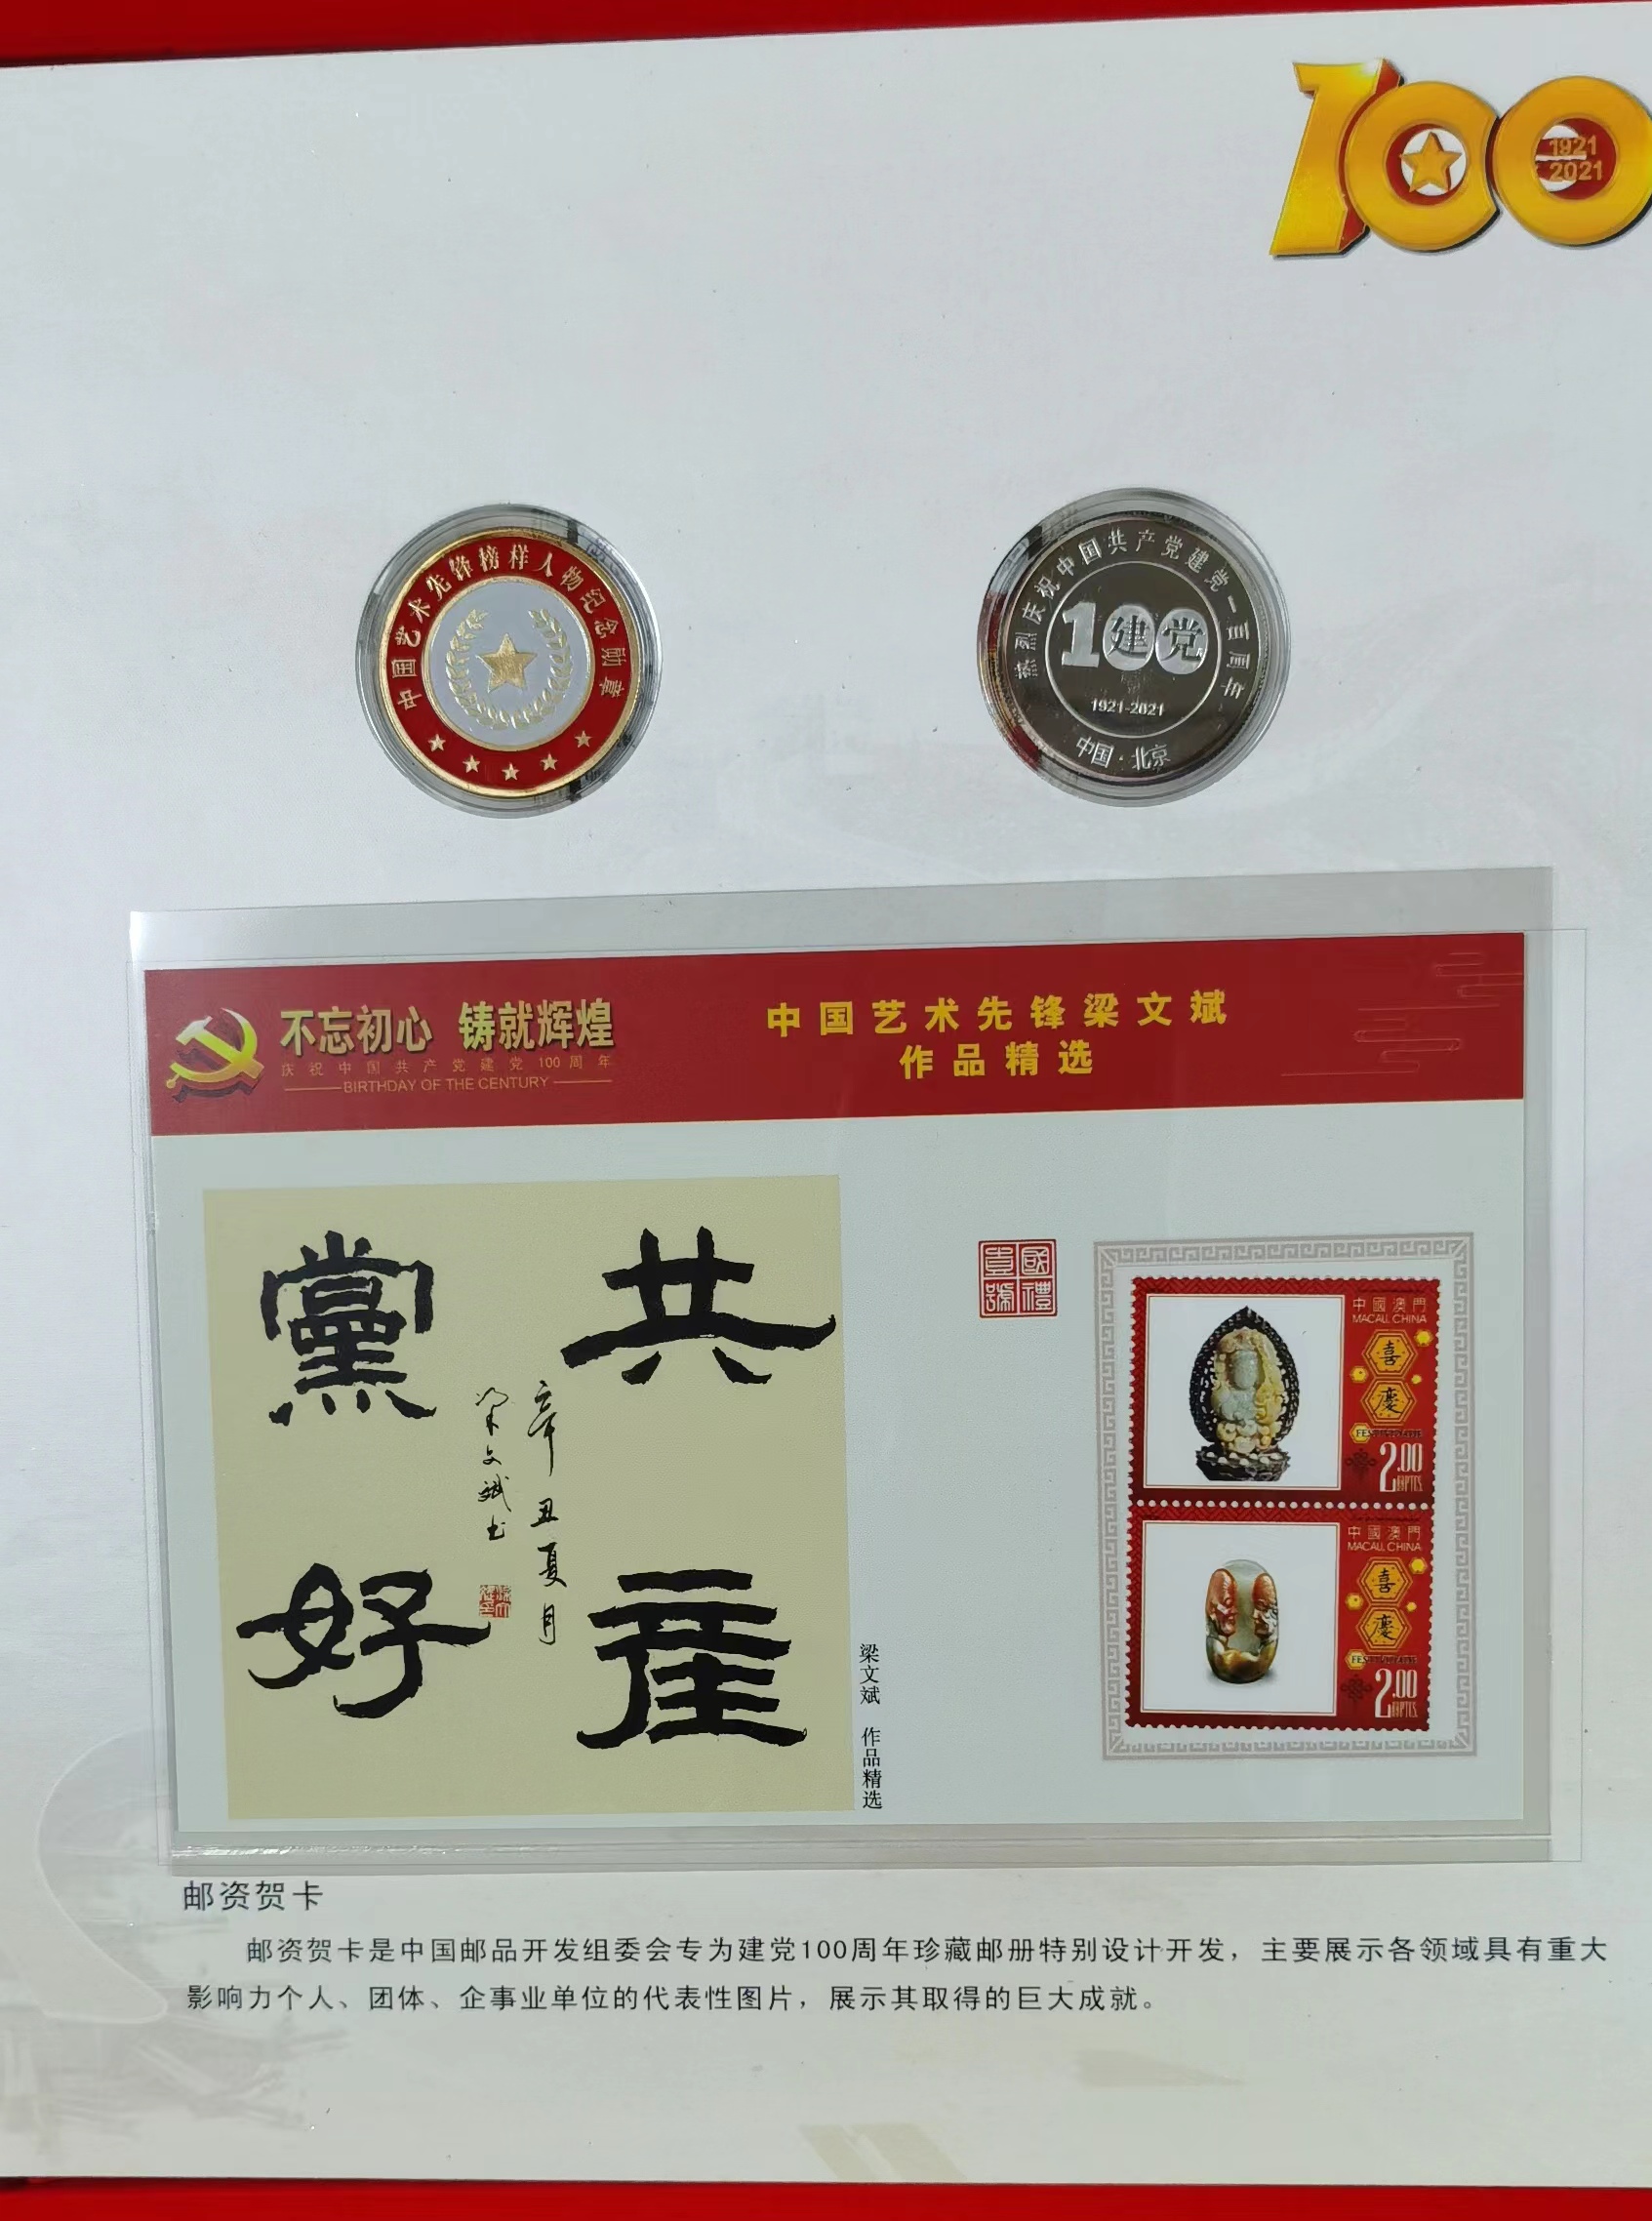 100
1921
2021
中国艺术先锋榜样人物纪念勋章
热烈庆祝中国共产党建党一百周年
100
建党
1921-2021
中国·北京
不忘初心 铸就辉煌
庆祝中国共产党建党100周年
BIRTHDAY OF THE CENTURY
中国艺术先锋梁文斌
作品精选
共產
黨好
辛丑夏月
梁文斌书
梁文斌 作品精选
國禮
貴號
中國澳門
MACAU, CHINA
喜
慶
2.00
中國澳門
MACAU, CHINA
喜
慶
2.00
邮资贺卡
邮资贺卡是中国邮品开发组委会专为建党100周年珍藏邮册特别设计开发，主要展示各领域具有重大
影响力个人、团体、企事业单位的代表性图片，展示其取得的巨大成就。